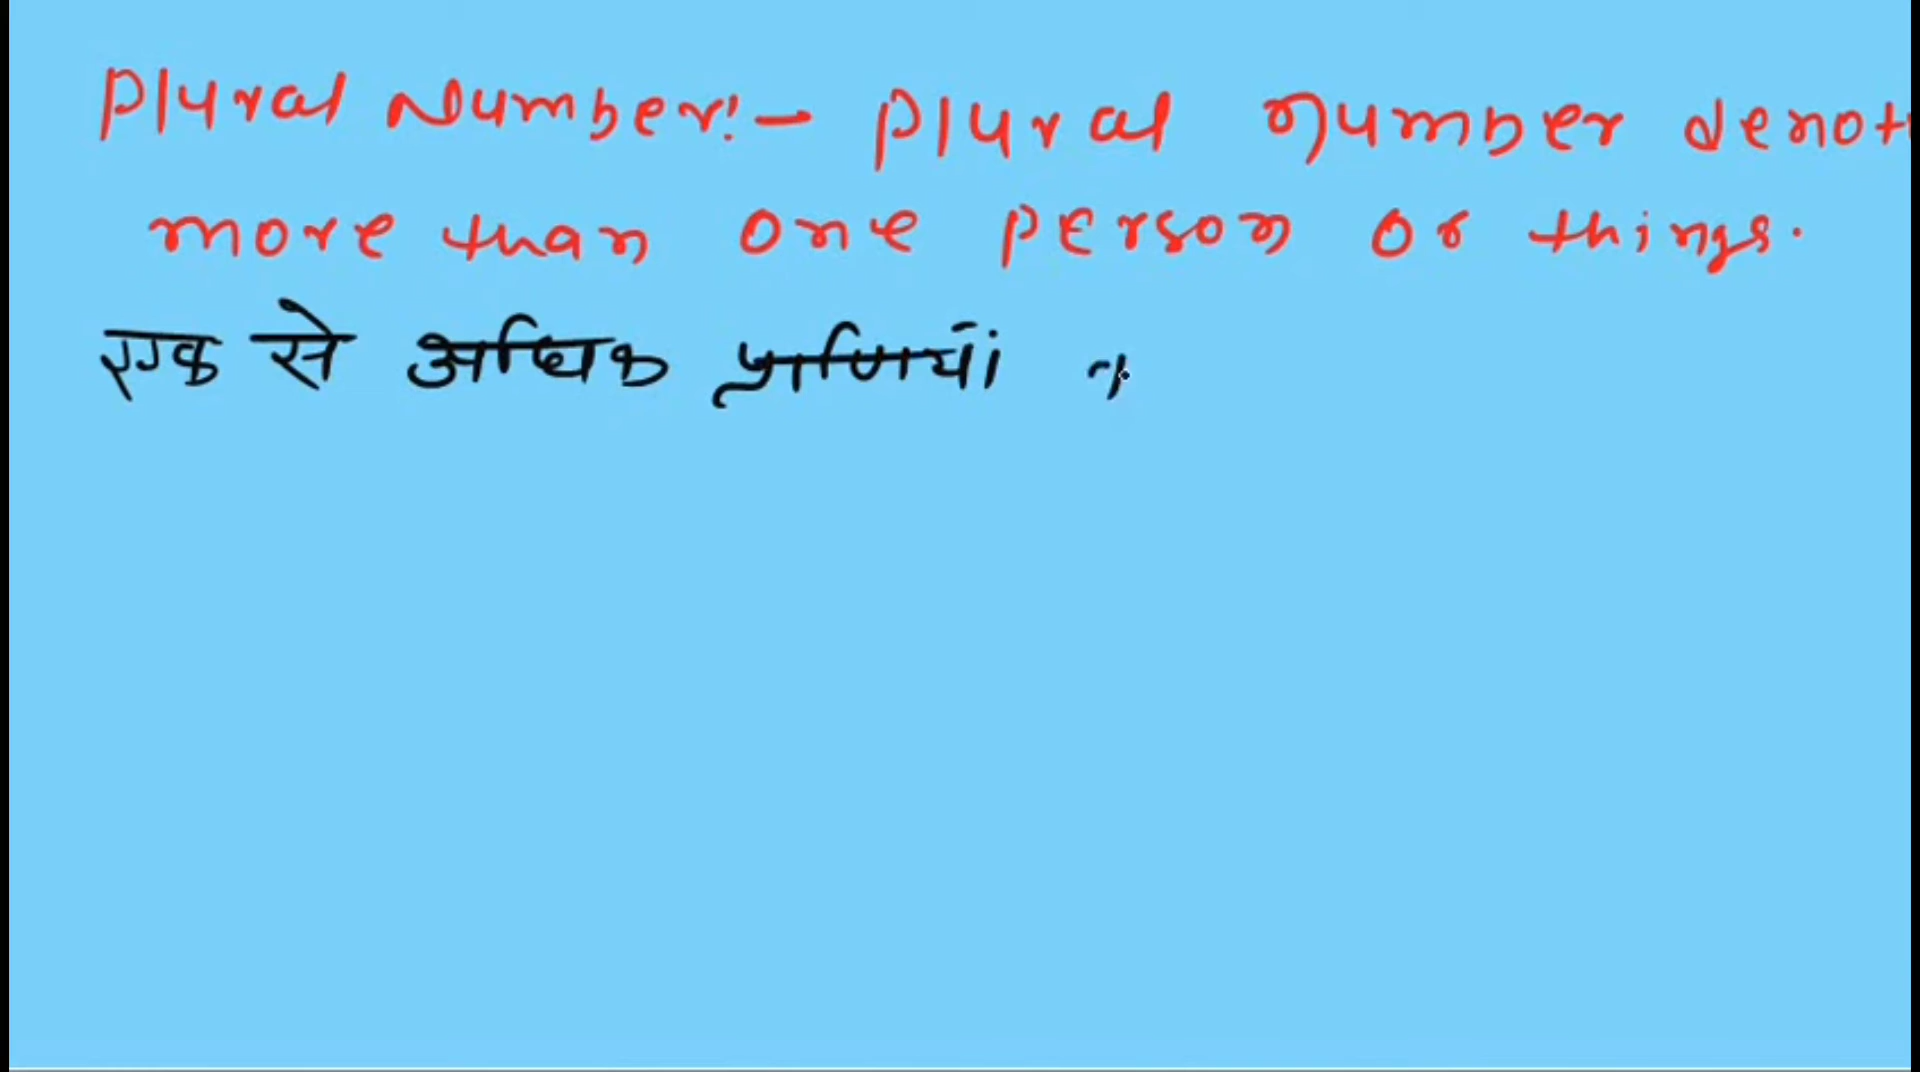 Plural Number:- Plural number denot
more than one person or things.
एक से अधिक प्राणियों